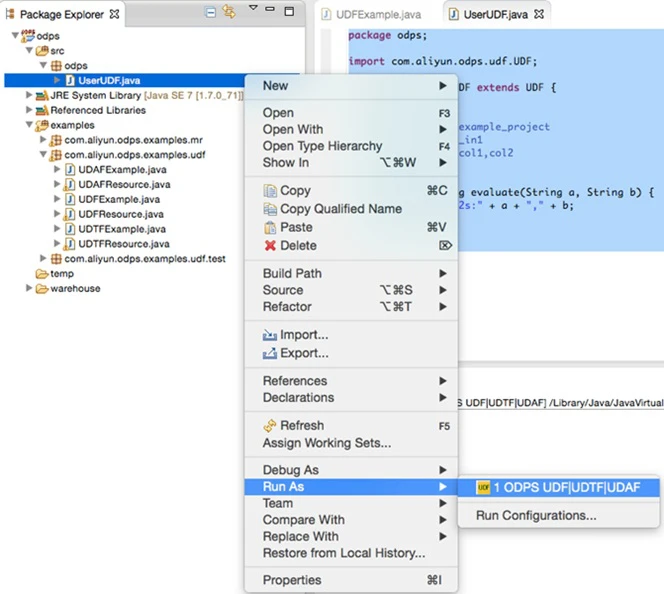 Package Explorer
UDFExample.java
UserUDF.java
odps
src
odps
UserUDF.java
JRE System Library [Java SE 7 [1.7.0_71]]
Referenced Libraries
examples
com.aliyun.odps.examples.mr
com.aliyun.odps.examples.udf
UDAFExample.java
UDAFResource.java
UDFExample.java
UDFResource.java
UDTFExample.java
UDTFResource.java
com.aliyun.odps.examples.udf.test
temp
warehouse
package odps;
import com.aliyun.odps.udf.UDF;
DF extends UDF {
example_project
_in1
col1,col2
g evaluate(String a, String b) {
2s:" + a + "," + b;
S UDF|UDTF|UDAF] /Library/Java/JavaVirtual
New
Open F3
Open With
Open Type Hierarchy F4
Show In ⌥⌘W
Copy ⌘C
Copy Qualified Name
Paste ⌘V
Delete ⌦
Build Path
Source ⌥⌘S
Refactor ⌥⌘T
Import...
Export...
References
Declarations
Refresh F5
Assign Working Sets...
Debug As
Run As
Team
Compare With
Replace With
Restore from Local History...
Properties ⌘I
UDF 1 ODPS UDF|UDTF|UDAF
Run Configurations...